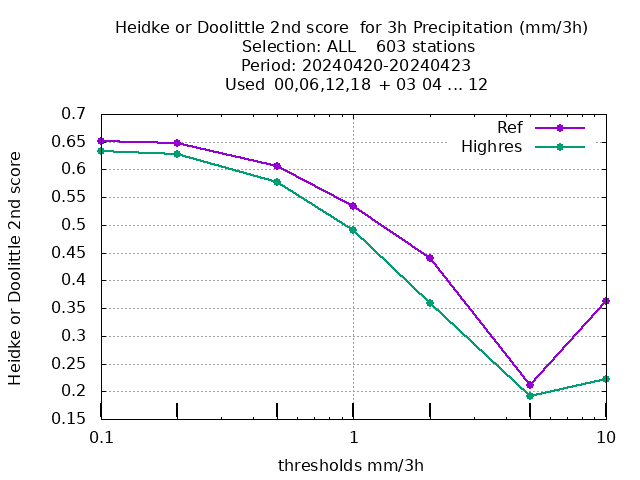 Heidke or Doolittle 2nd score  for 3h Precipitation (mm/3h)
Selection: ALL    603 stations
Period: 20240420-20240423
Used  00,06,12,18  + 03 04 ... 12
Ref
Highres
Heidke or Doolittle 2nd score
0.7
0.65
0.6
0.55
0.5
0.45
0.4
0.35
0.3
0.25
0.2
0.15
0.1
1
10
thresholds mm/3h